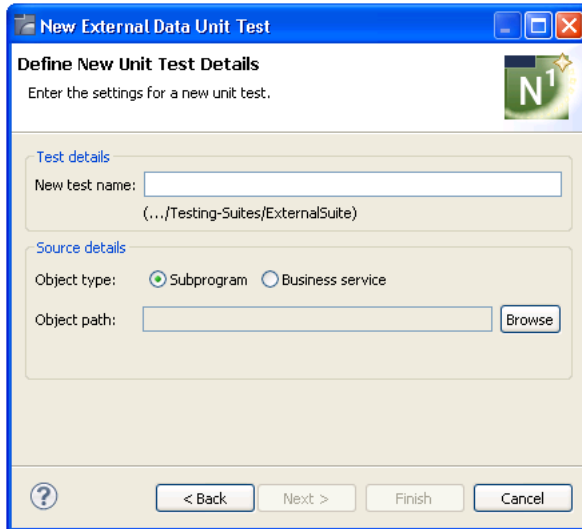 New External Data Unit Test
Define New Unit Test Details
Enter the settings for a new unit test.
N1
Test details
New test name:
(.../Testing-Suites/ExternalSuite)
Source details
Object type: Subprogram Business service
Object path: Browse
? < Back Next > Finish Cancel